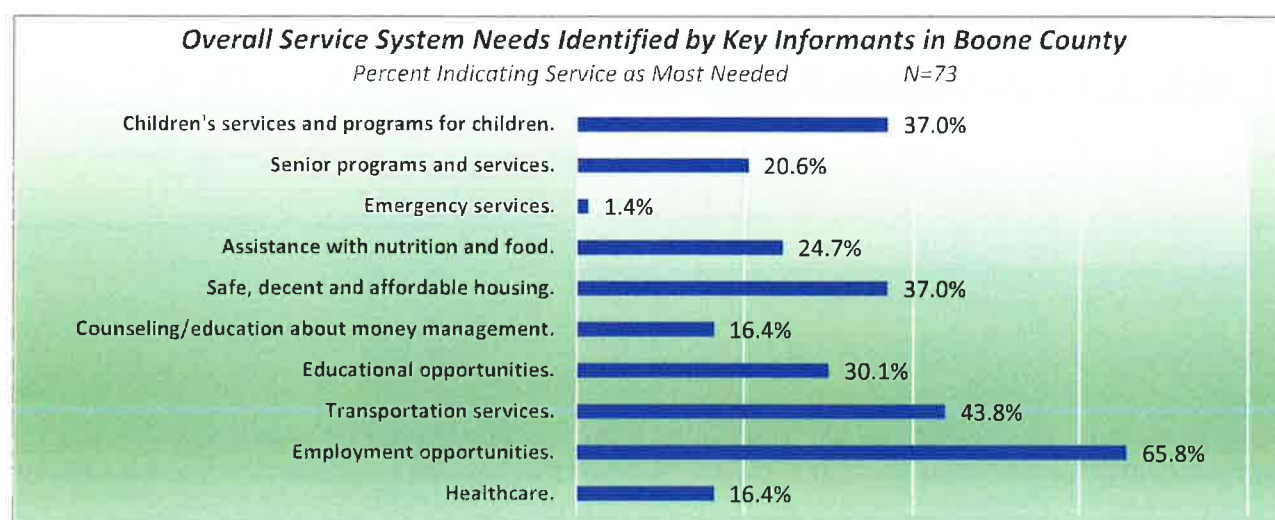 Overall Service System Needs Identified by Key Informants in Boone County
Percent Indicating Service as Most Needed N=73
Children's services and programs for children. 37.0%
Senior programs and services. 20.6%
Emergency services. 1.4%
Assistance with nutrition and food. 24.7%
Safe, decent and affordable housing. 37.0%
Counseling/education about money management. 16.4%
Educational opportunities. 30.1%
Transportation services. 43.8%
Employment opportunities. 65.8%
Healthcare. 16.4%